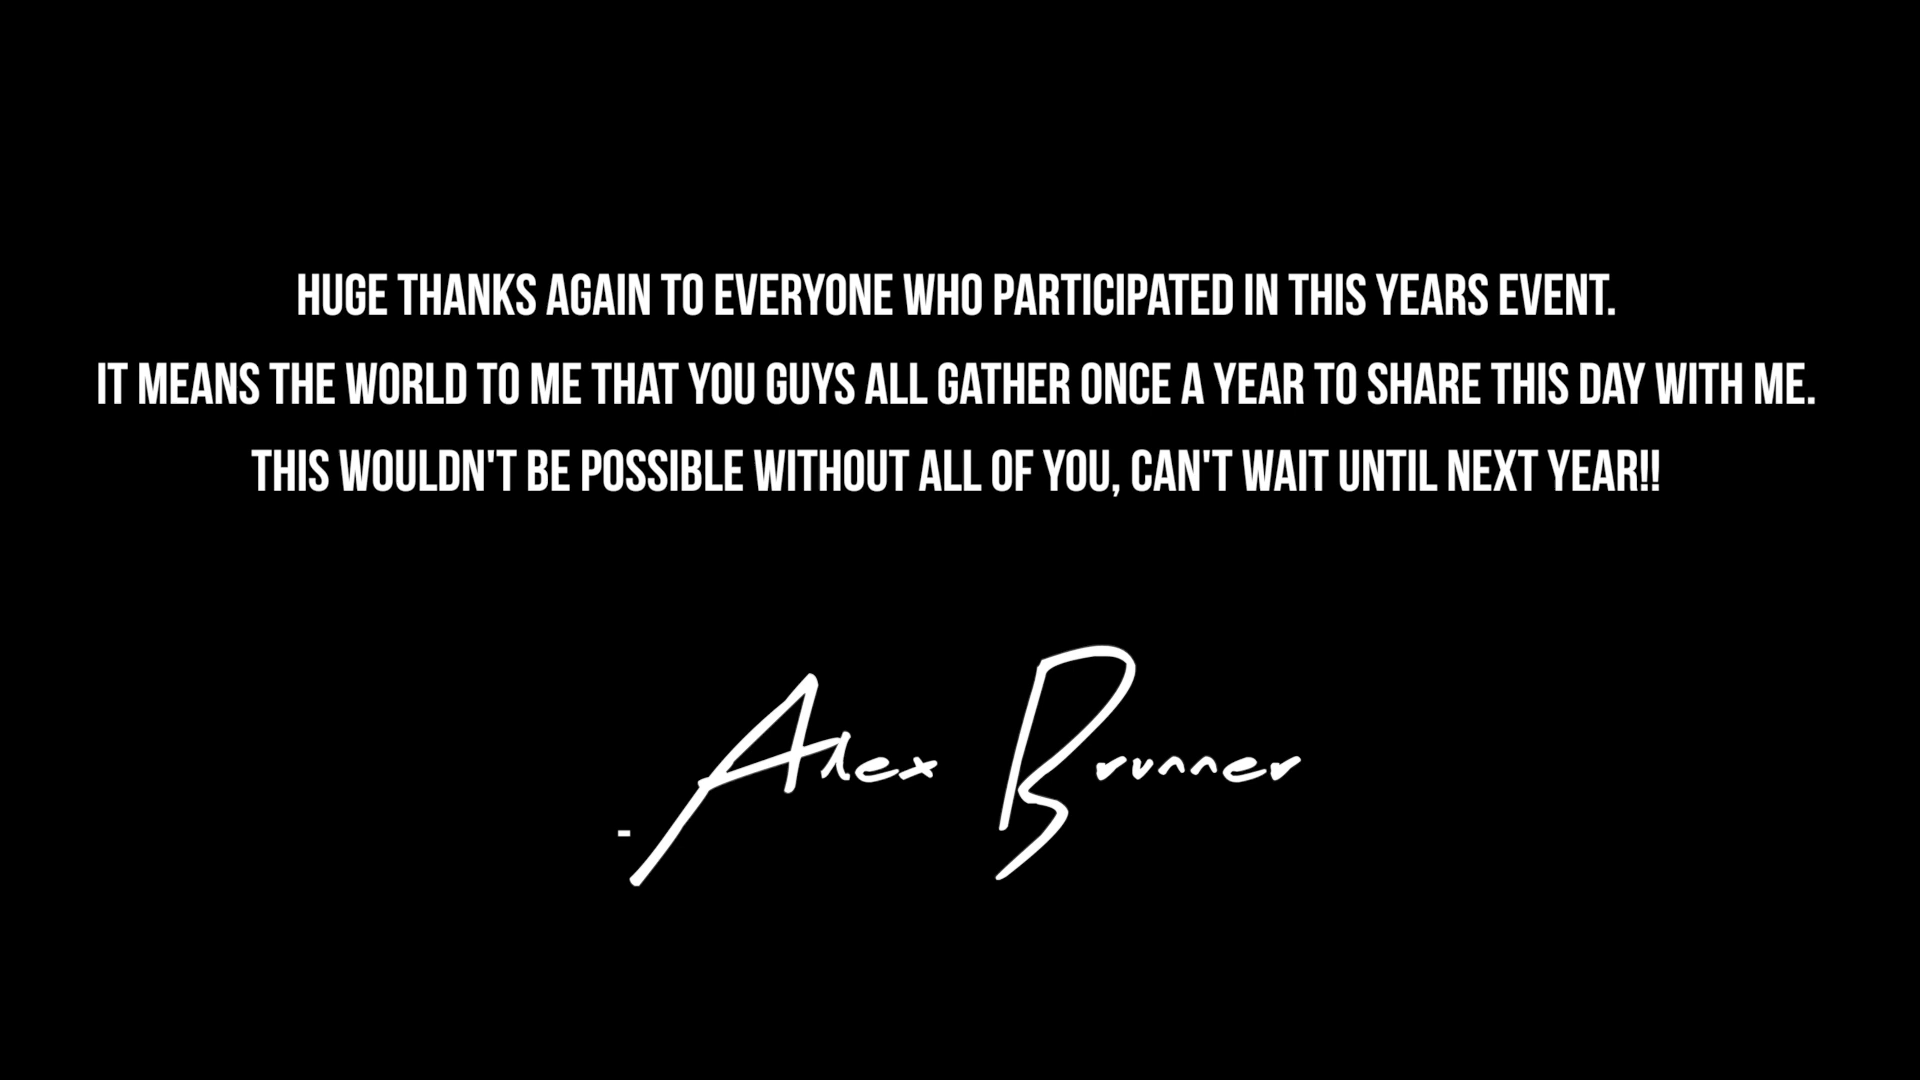 HUGE THANKS AGAIN TO EVERYONE WHO PARTICIPATED IN THIS YEARS EVENT.
IT MEANS THE WORLD TO ME THAT YOU GUYS ALL GATHER ONCE A YEAR TO SHARE THIS DAY WITH ME.
THIS WOULDN'T BE POSSIBLE WITHOUT ALL OF YOU, CAN'T WAIT UNTIL NEXT YEAR!!
- Alex Brunner